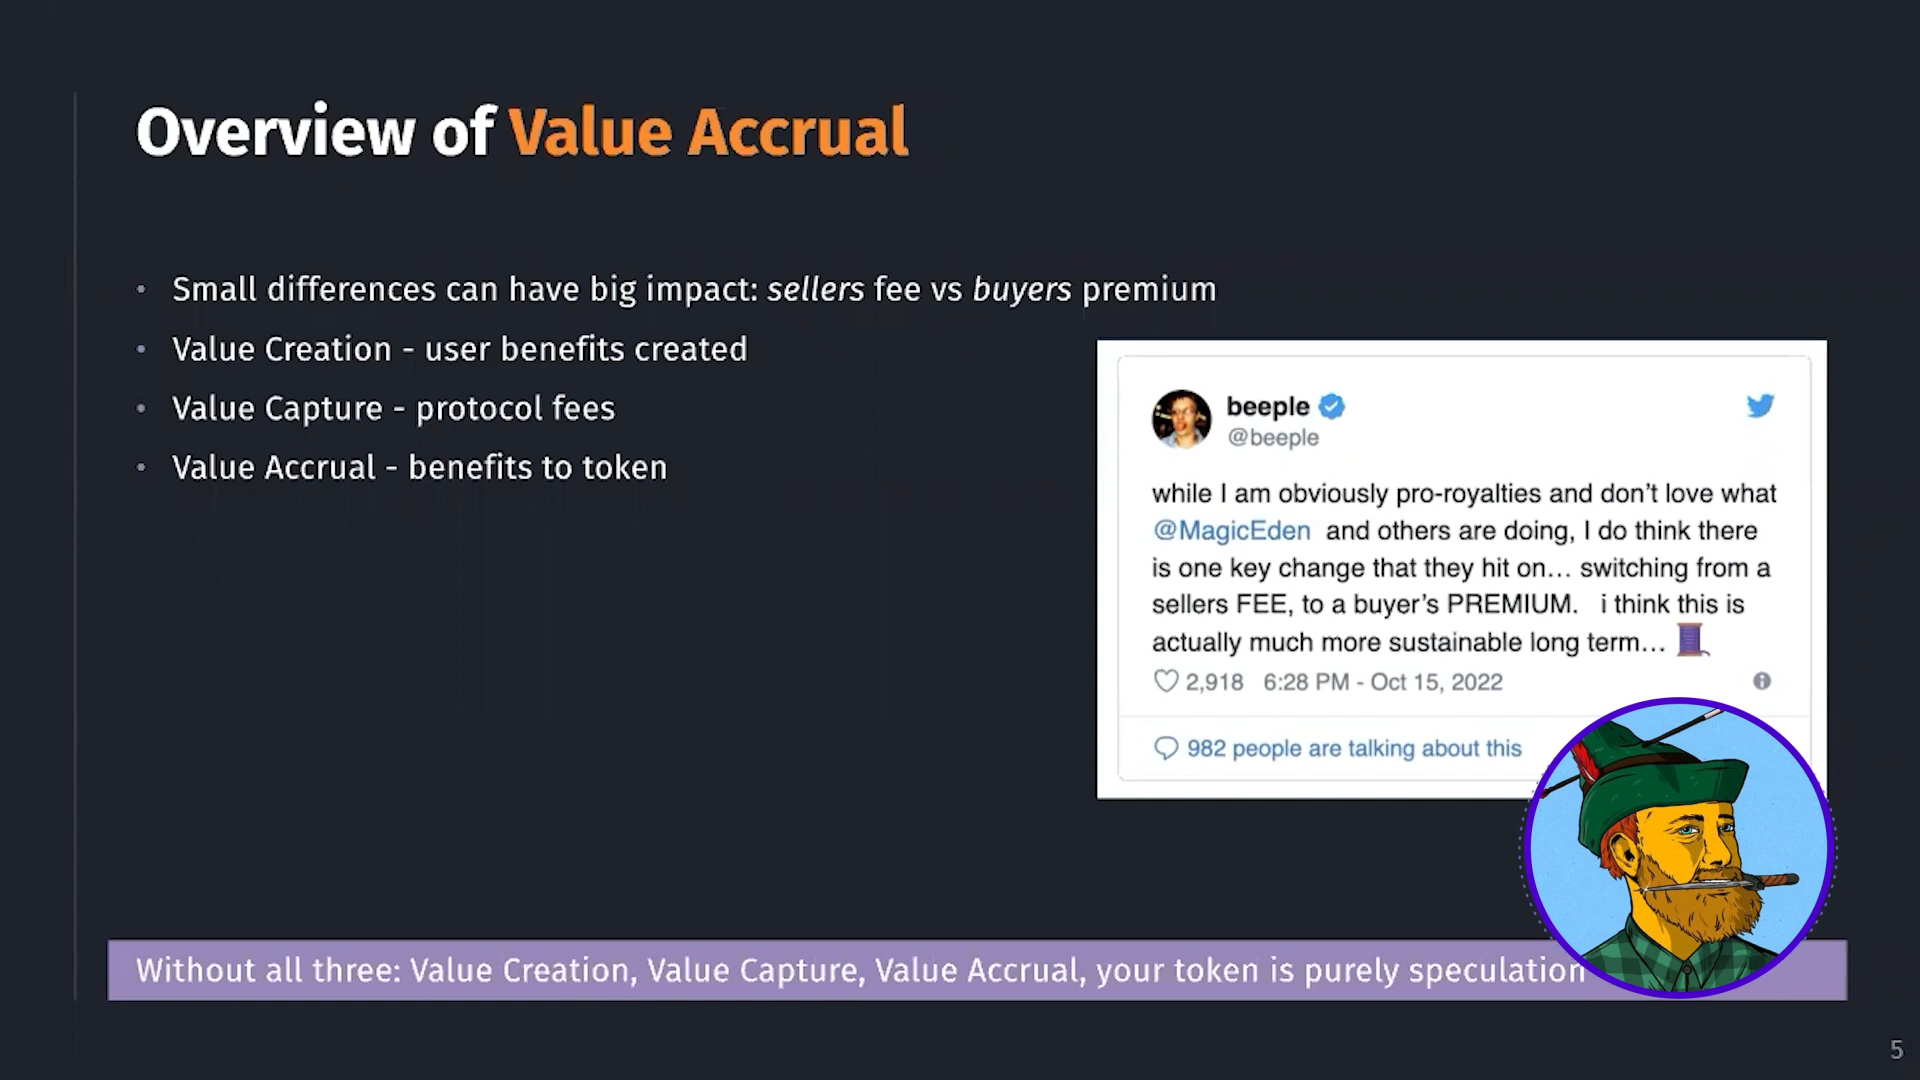 Overview of Value Accrual
• Small differences can have big impact: sellers fee vs buyers premium
• Value Creation - user benefits created
• Value Capture - protocol fees
• Value Accrual - benefits to token
beeple
@beeple
while I am obviously pro-royalties and don’t love what
@MagicEden and others are doing, I do think there
is one key change that they hit on... switching from a
sellers FEE, to a buyer’s PREMIUM. i think this is
actually much more sustainable long term... 🧵
2,918 6:28 PM - Oct 15, 2022
982 people are talking about this
Without all three: Value Creation, Value Capture, Value Accrual, your token is purely speculation
5